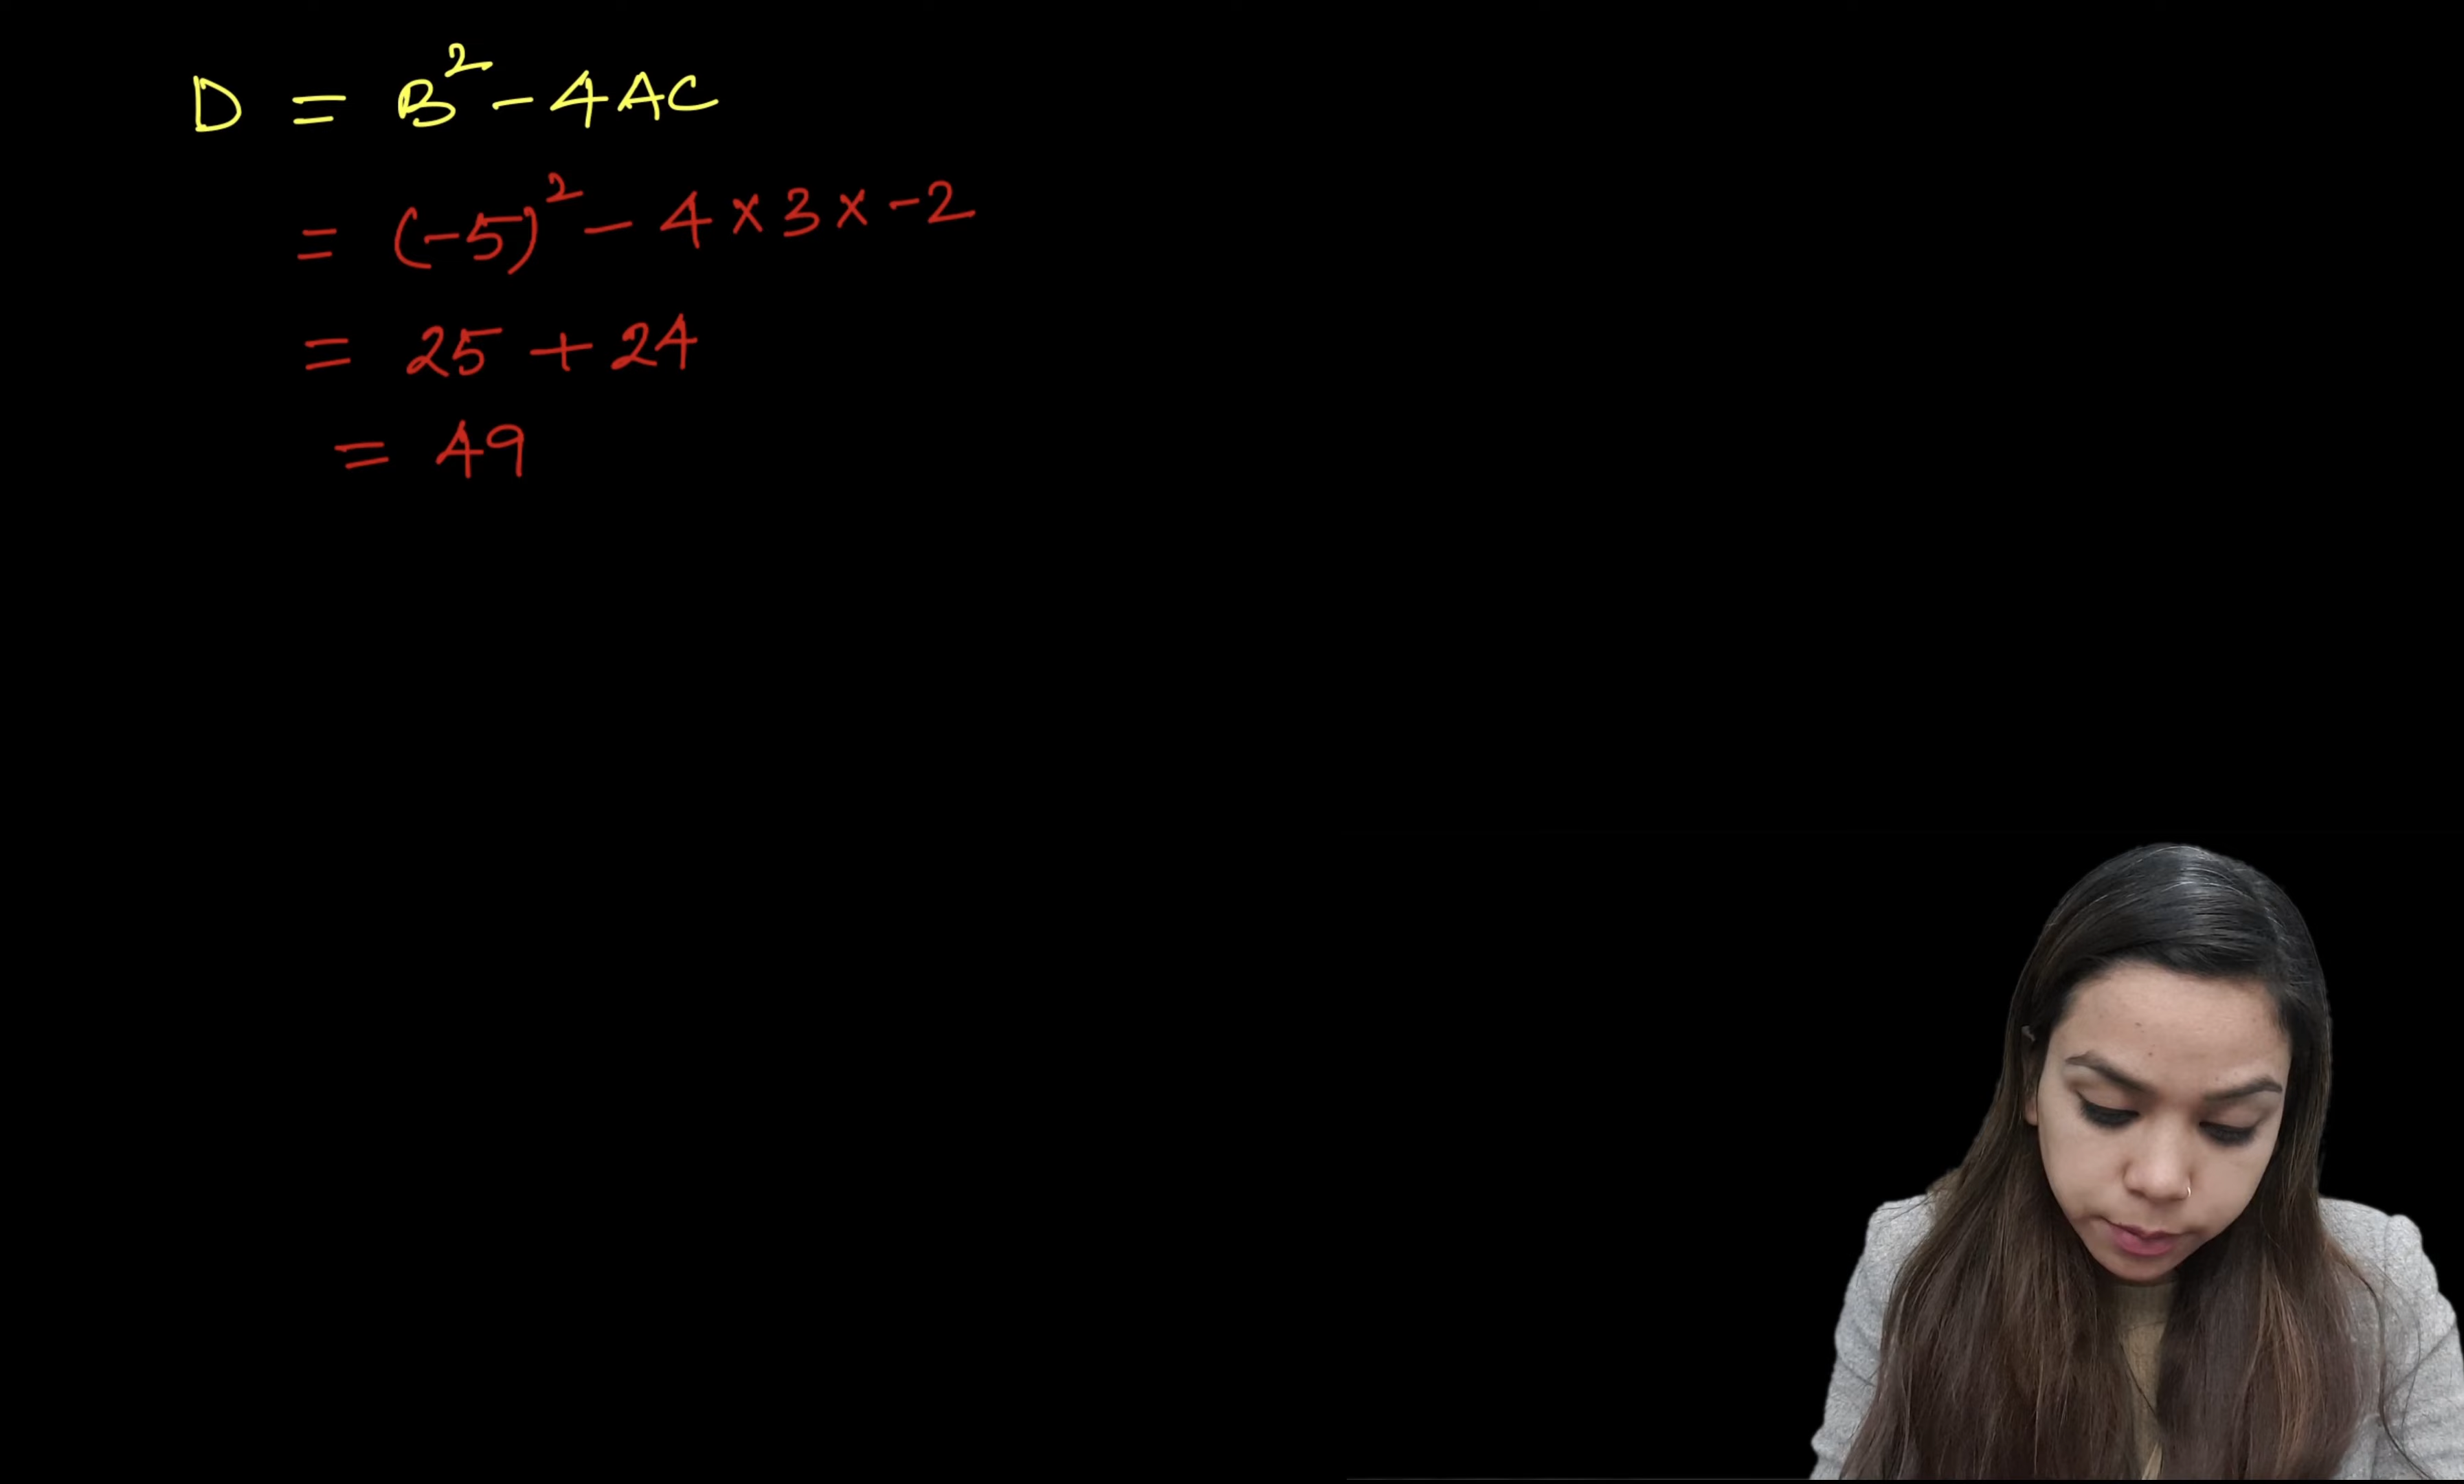 D = B² - 4AC
= (-5)² - 4 × 3 × -2
= 25 + 24
= 49